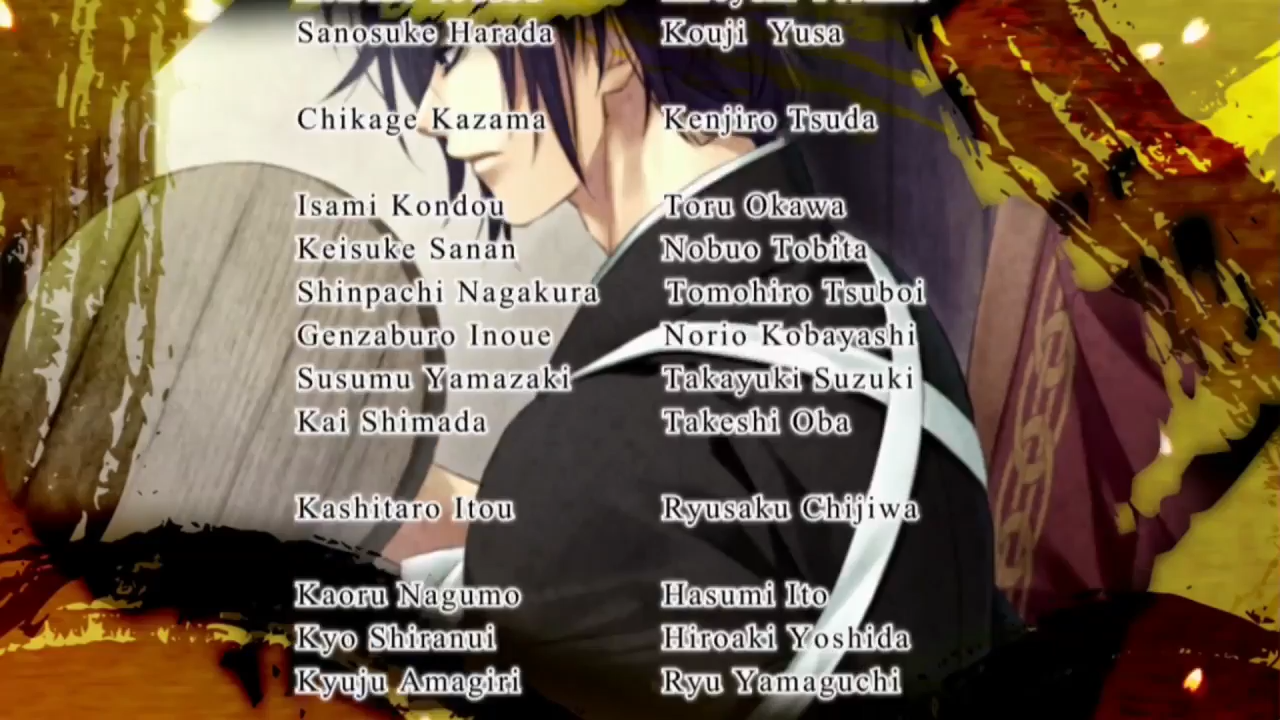 Sanosuke Harada Kouji Yusa
Chikage Kazama Kenjiro Tsuda
Isami Kondou Toru Okawa
Keisuke Sanan Nobuo Tobita
Shinpachi Nagakura Tomohiro Tsuboi
Genzaburo Inoue Norio Kobayashi
Susumu Yamazaki Takayuki Suzuki
Kai Shimada Takeshi Oba
Kashitaro Itou Ryusaku Chijiwa
Kaoru Nagumo Hasumi Ito
Kyo Shiranui Hiroaki Yoshida
Kyuju Amagiri Ryu Yamaguchi